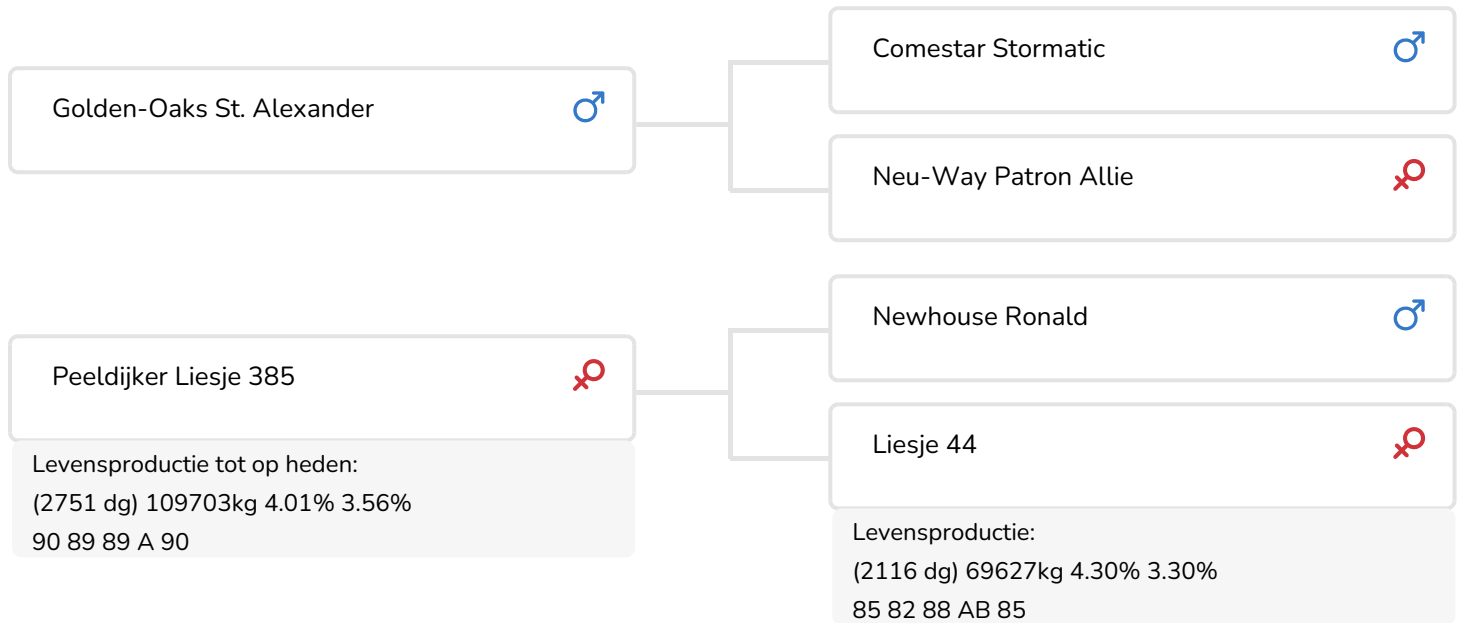 Golden-Oaks St. Alexander
Comestar Stormatic
Neu-Way Patron Allie
Peeldijker Liesje 385
Levensproductie tot op heden:
(2751 dg) 109703kg 4.01% 3.56%
90 89 89 A 90
Newhouse Ronald
Liesje 44
Levensproductie:
(2116 dg) 69627kg 4.30% 3.30%
85 82 88 AB 85